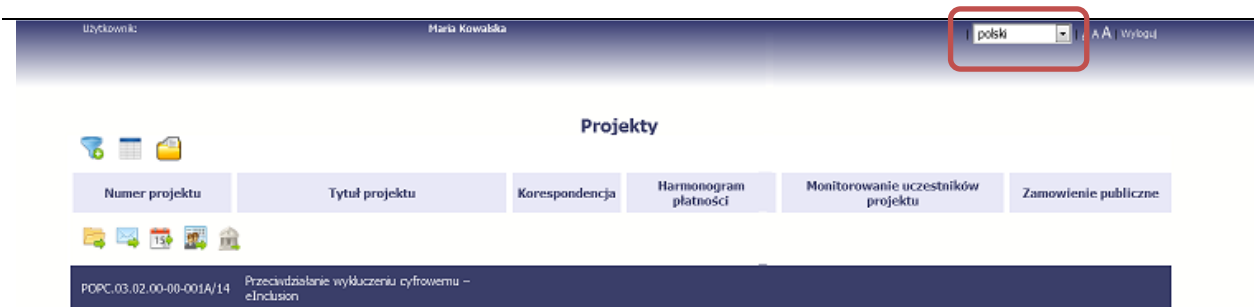 Użytkownik: Maria Kowalska | polski | A A A | Wyloguj
Projekty
Numer projektu Tytuł projektu Korespondencja Harmonogram płatności Monitorowanie uczestników projektu Zamowienie publiczne
15
POPC.03.02.00-00-001A/14 Przeciwdziałanie wykluczeniu cyfrowemu –
eInclusion